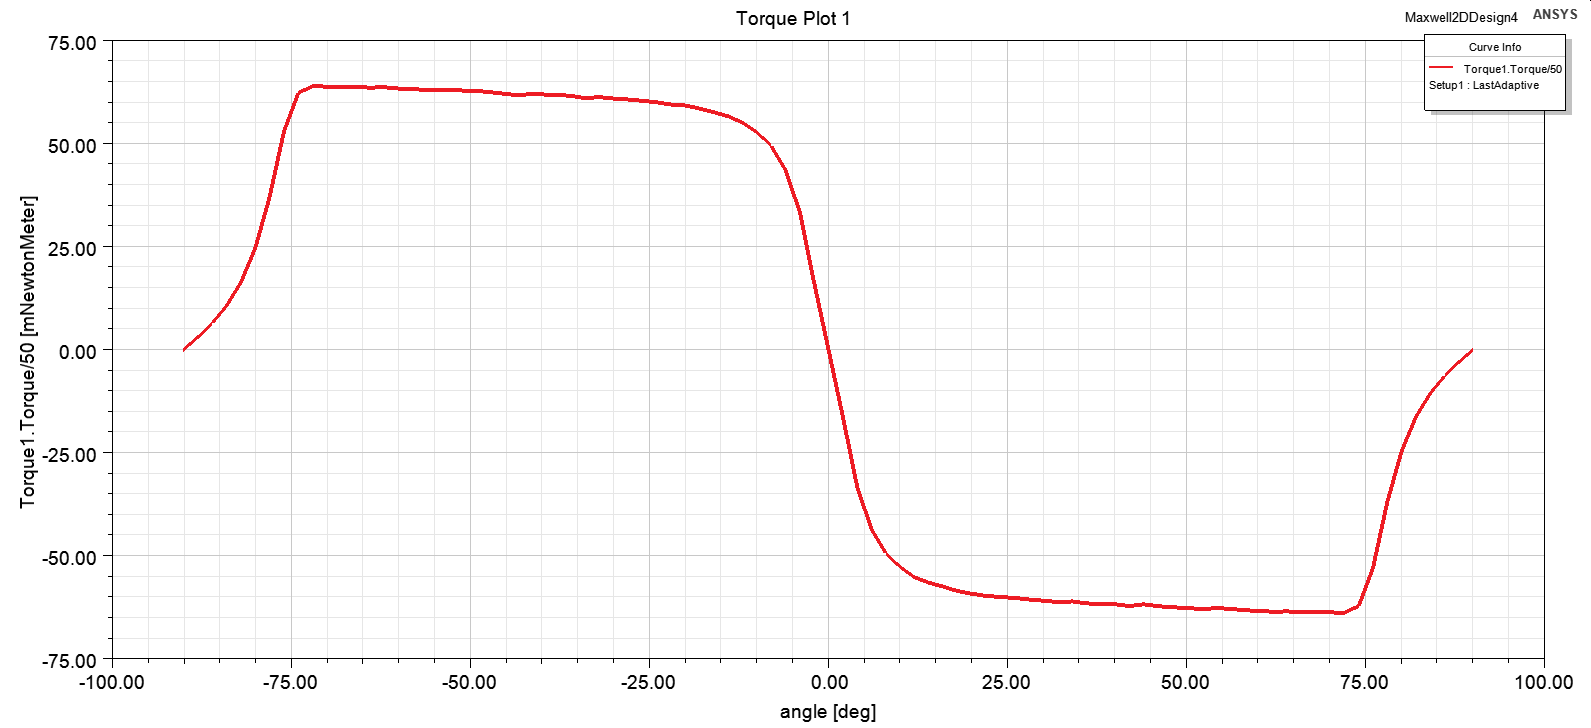 Torque Plot 1
Maxwell2DDesign4
ANSYS
Curve Info
Torque1.Torque/50
Setup1 : LastAdaptive
75.00
50.00
25.00
0.00
-25.00
-50.00
-75.00
Torque1.Torque/50 [mNewtonMeter]
-100.00
-75.00
-50.00
-25.00
0.00
25.00
50.00
75.00
100.00
angle [deg]